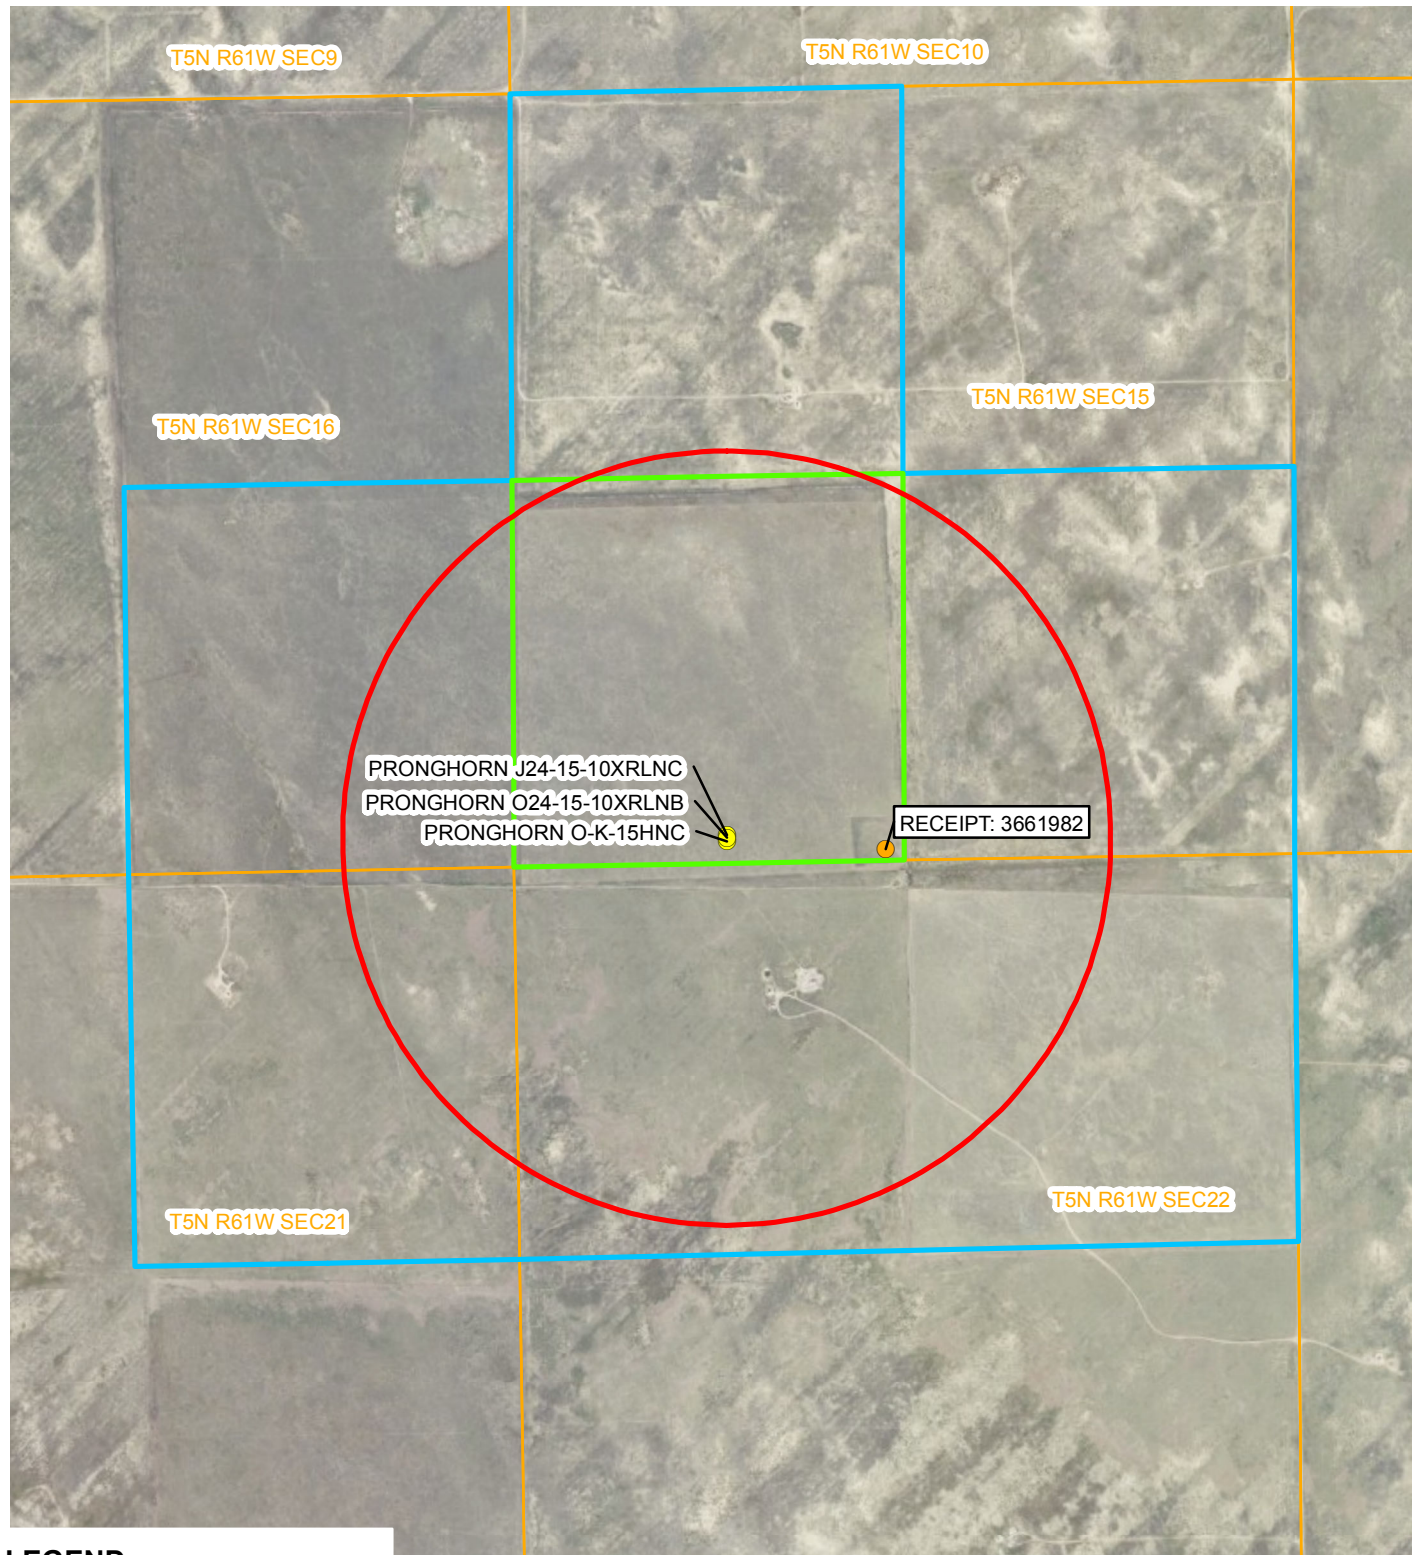 T5N R61W SEC9
T5N R61W SEC10
T5N R61W SEC15
T5N R61W SEC16
PRONGHORN J24-15-10XRLNC
PRONGHORN O24-15-10XRLNB
PRONGHORN O-K-15HNC
RECEIPT: 3661982
T5N R61W SEC22
T5N R61W SEC21
LEGEND